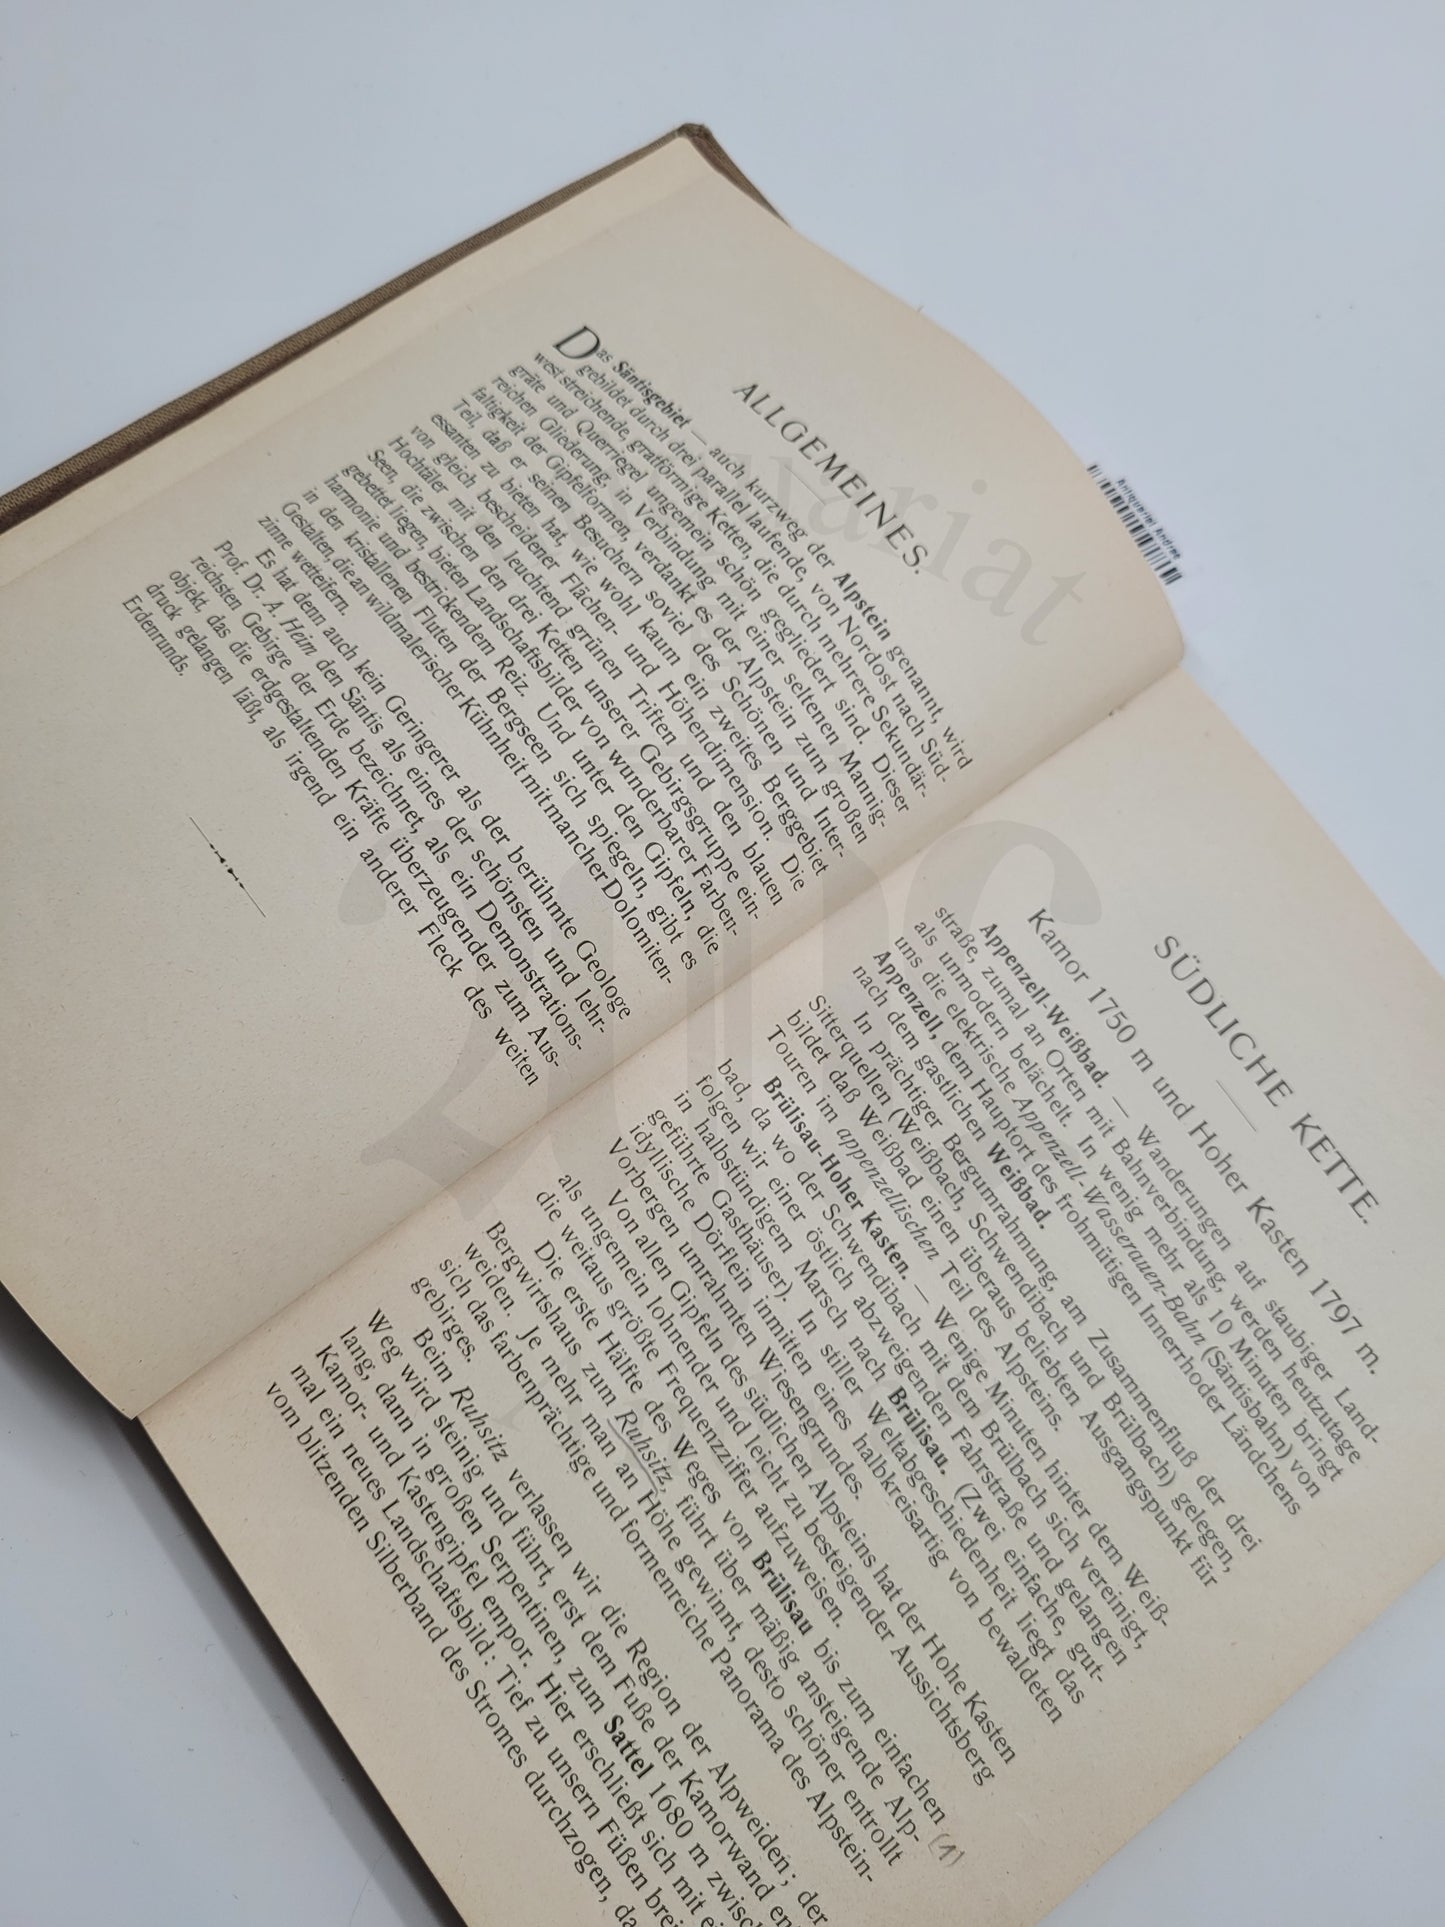 ALLGEMEINES.
Das Säntisgebiet — auch kurzweg der Alpstein genannt, wird
gebildet durch drei parallel laufende, von Nordost nach Süd-
west streichende, gratförmige Ketten, die durch mehrere Sekundär-
gräte und Querriegel ungemein schön gegliedert sind. Dieser
reichen Gliederung, in Verbindung mit einer seltenen Mannig-
faltigkeit der Gipfelformen, verdankt es der Alpstein zum großen
Teil, daß er seinen Besuchern soviel des Schönen und Inter-
essanten zu bieten hat, wie wohl kaum ein zweites Berggebiet
von gleich bescheidener Flächen- und Höhendimension. Die
Hochtäler mit den leuchtend grünen Triften und den blauen
Seen, die zwischen den drei Ketten unserer Gebirgsgruppe ein-
gebettet liegen, bieten Landschaftsbilder von wunderbarer Farben-
harmonie und bestrickendem Reiz. Und unter den Gipfeln, die
in den kristallenen Fluten der Bergseen sich spiegeln, gibt es
Gestalten, die an wildmalerischer Kühnheit mit mancher Dolomiten-
zinne wetteifern.
Es hat denn auch kein Geringerer als der berühmte Geologe
Prof. Dr. A. Heim den Säntis als eines der schönsten und lehr-
reichsten Gebirge der Erde bezeichnet, als ein Demonstrations-
objekt, das die erdgestaltenden Kräfte überzeugender zum Aus-
druck gelangen läßt, als irgend ein anderer Fleck des weiten
Erdenrunds.
Antiquariat Andree
SÜDLICHE KETTE.
Kamor 1750 m und Hoher Kasten 1797 m.
Appenzell-Weißbad. — Wanderungen auf staubiger Land-
straße, zumal an Orten mit Bahnverbindung, werden heutzutage
als unmodern belächelt. In wenig mehr als 10 Minuten bringt
uns die elektrische Appenzell-Wasserauen-Bahn (Säntisbahn) von
Appenzell, dem Hauptort des frohmütigen Innerrhoder Ländchens
nach dem gastlichen Weißbad.
In prächtiger Bergumrahmung, am Zusammenfluß der drei
Sitterquellen (Weißbach, Schwendibach und Brülbach) gelegen,
bildet daß Weißbad einen überaus beliebten Ausgangspunkt für
Touren im appenzellischen Teil des Alpsteins.
Brülisau-Hoher Kasten. — Wenige Minuten hinter dem Weiß-
bad, da wo der Schwendibach mit dem Brülbach sich vereinigt,
folgen wir einer östlich abzweigenden Fahrstraße und gelangen
in halbstündigem Marsch nach Brülisau. (Zwei einfache, gut-
geführte Gasthäuser). In stiller Weltabgeschiedenheit liegt das
idyllische Dörflein inmitten eines halbkreisartig von bewaldeten
Vorbergen umrahmten Wiesengrundes.
Von allen Gipfeln des südlichen Alpsteins hat der Hohe Kasten
als ungemein lohnender und leicht zu besteigender Aussichtsberg
die weitaus größte Frequenzziffer aufzuweisen.
Die erste Hälfte des Weges von Brülisau bis zum einfachen
Bergwirtshaus zum Ruhsitz, führt über mäßig ansteigende Alp-
weiden. Je mehr man an Höhe gewinnt, desto schöner entrollt
sich das farbenprächtige und formenreiche Panorama des Alpstein-
gebirges.
(1)
Beim Ruhsitz verlassen wir die Region der Alpweiden; der
Weg wird steinig und führt, erst dem Fuße der Kamorwand ent-
lang, dann in großen Serpentinen, zum Sattel 1680 m zwisc
Kamor- und Kastengipfel empor. Hier erschließt sich mit ei
mal ein neues Landschaftsbild: Tief zu unsern Füßen brei
vom blitzenden Silberband des Stromes durchzogen, da